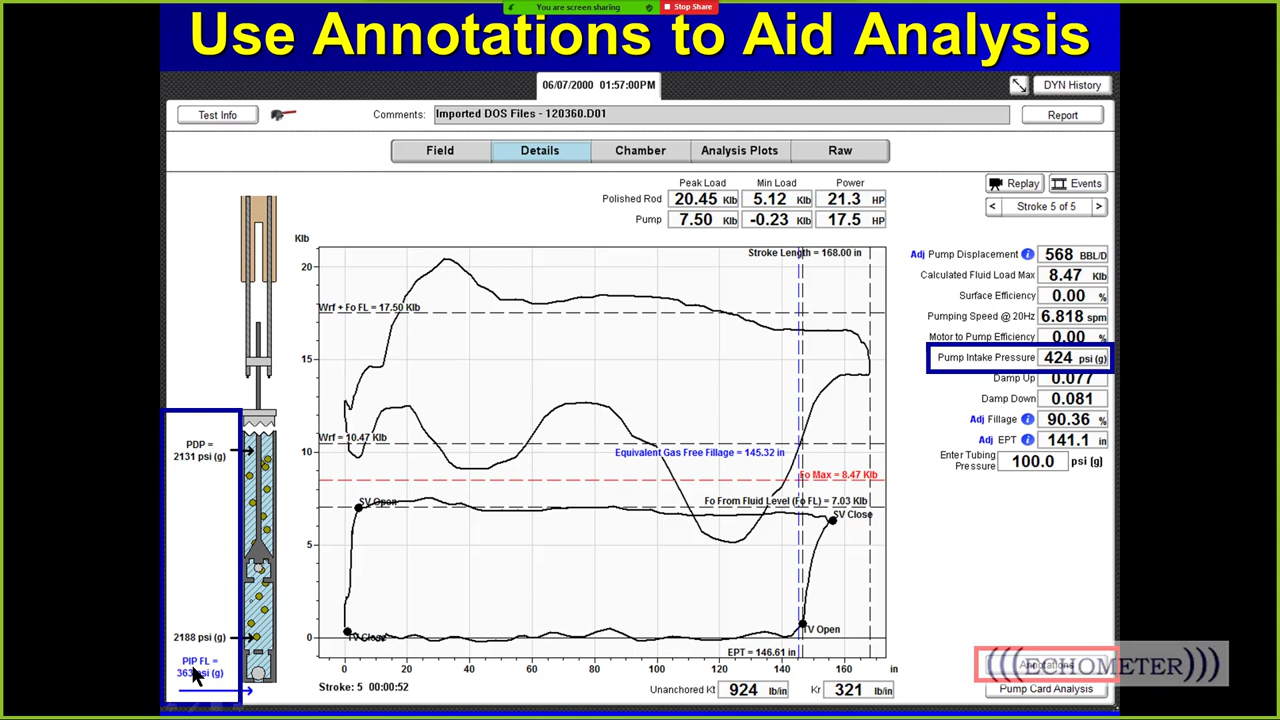 You are screen sharing
Stop Share
Use Annotations to Aid Analysis
06/07/2000 01:57:00PM
DYN History
Test Info
Comments:
Imported DOS Files - 120360.D01
Report
Field
Details
Chamber
Analysis Plots
Raw
Peak Load
Min Load
Power
Polished Rod
20.45 Klb
5.12 Klb
21.3 HP
Pump
7.50 Klb
-0.23 Klb
17.5 HP
Replay
Events
< Stroke 5 of 5 >
Klb
20
15
10
5
0
Stroke Length = 168.00 in
Wrf + Fo FL = 17.50 Klb
Wrf = 10.47 Klb
Equivalent Gas Free Fillage = 145.32 in
Fo Max = 8.47 Klb
Fo From Fluid Level (Fo FL) = 7.03 Klb
SV Open
SV Close
TV Close
TV Open
EPT = 146.61 in
0 20 40 60 80 100 120 140 160 in
Stroke: 5 00:00:52
Unanchored Kt 924 lb/in
Kr 321 lb/in
Adj Pump Displacement 568 BBL/D
Calculated Fluid Load Max 8.47 Klb
Surface Efficiency 0.00 %
Pumping Speed @ 20Hz 6.818 spm
Motor to Pump Efficiency 0.00 %
Pump Intake Pressure 424 psi (g)
Damp Up 0.077
Damp Down 0.081
Adj Fillage 90.36 %
Adj EPT 141.1 in
Enter Tubing
Pressure 100.0 psi (g)
PDP =
2131 psi (g)
2188 psi (g)
PIP FL =
psi (g)
Annotations
(((ECHOMETER)))
Pump Card Analysis